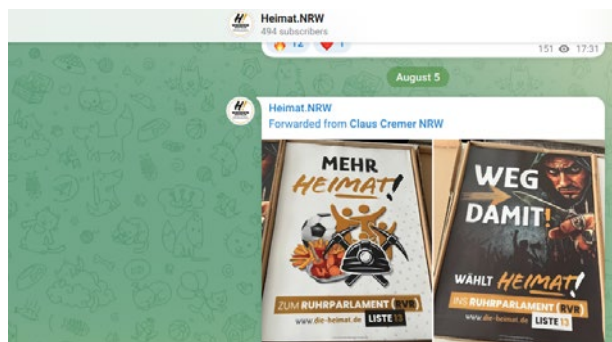 Heimat.NRW
494 subscribers
12 1
151 17:31
August 5
Heimat.NRW
Forwarded from Claus Cremer NRW
MEHR
HEIMAT!
ZUM RUHRPARLAMENT (RVR)
www.die-heimat.de LISTE 13
WEG
DAMIT!
WÄHLT HEIMAT!
INS RUHRPARLAMENT (RVR)
www.die-heimat.de LISTE 13